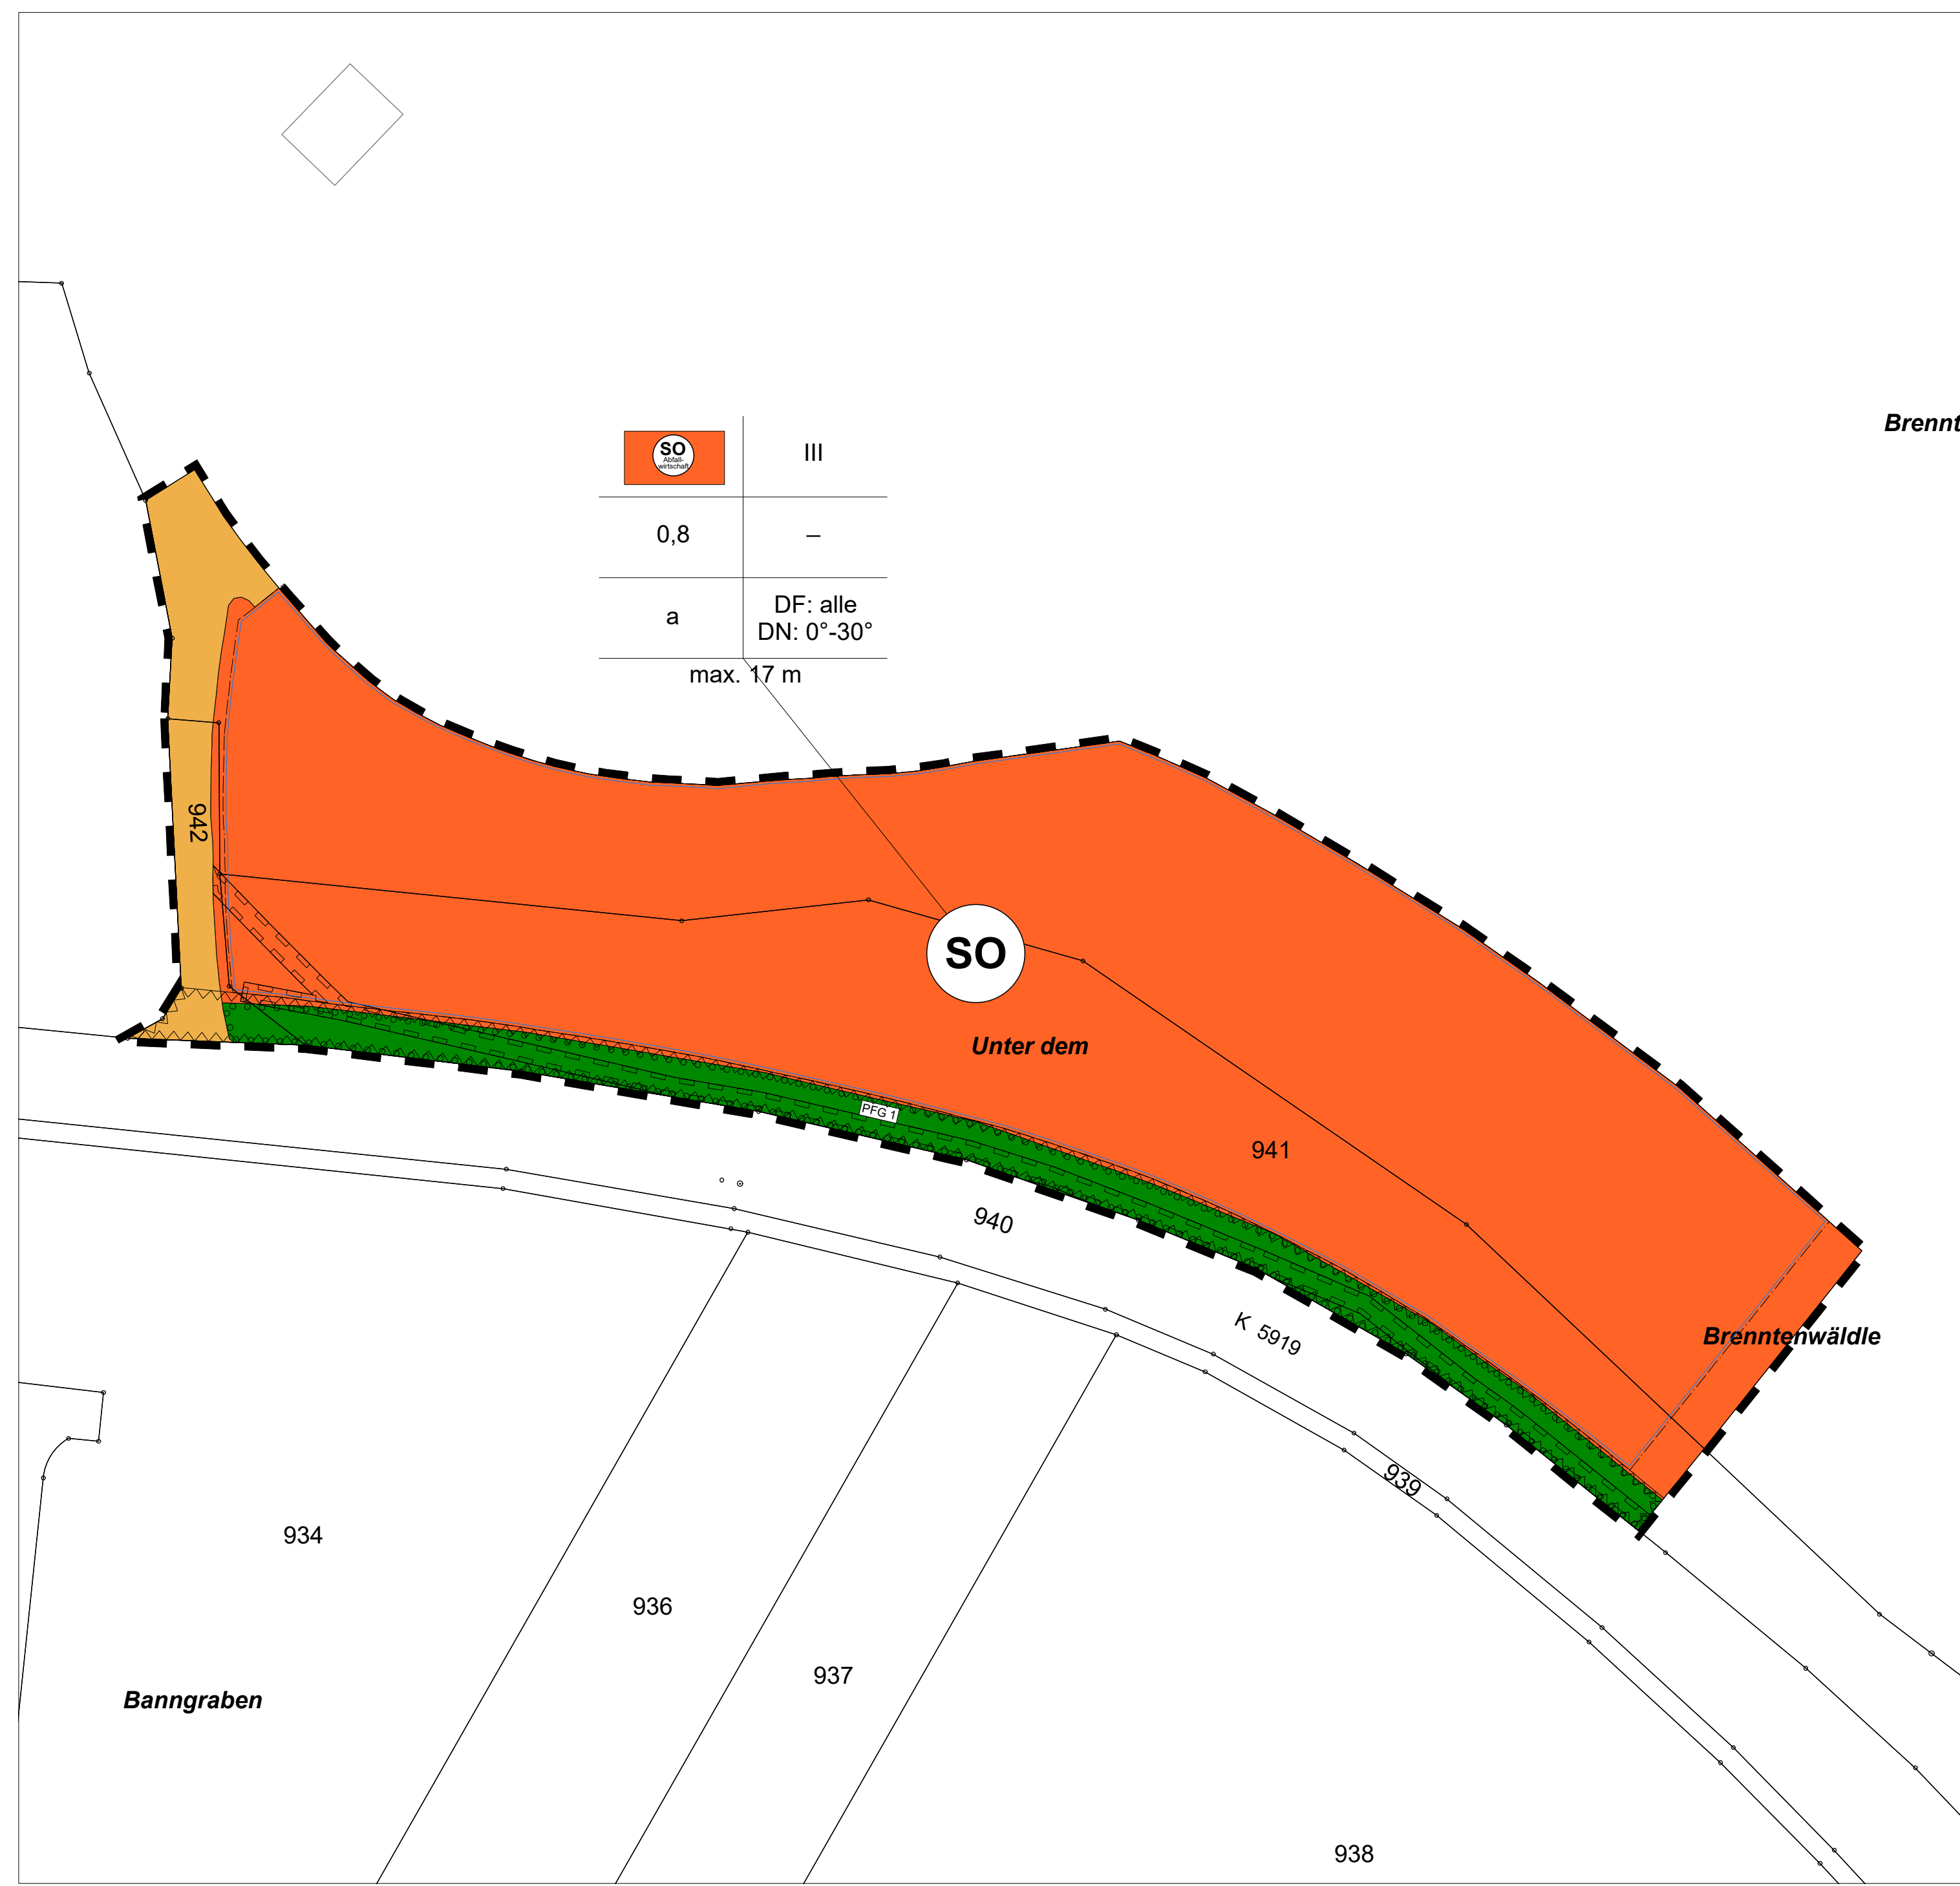 Brennt
SO
Abfall-
wirtschaft
III
0,8
–
a
DF: alle
DN: 0°-30°
max. 17 m
942
SO
Unter dem
PFG 1
941
940
K 5919
Brenntenwäldle
939
934
936
937
Banngraben
938